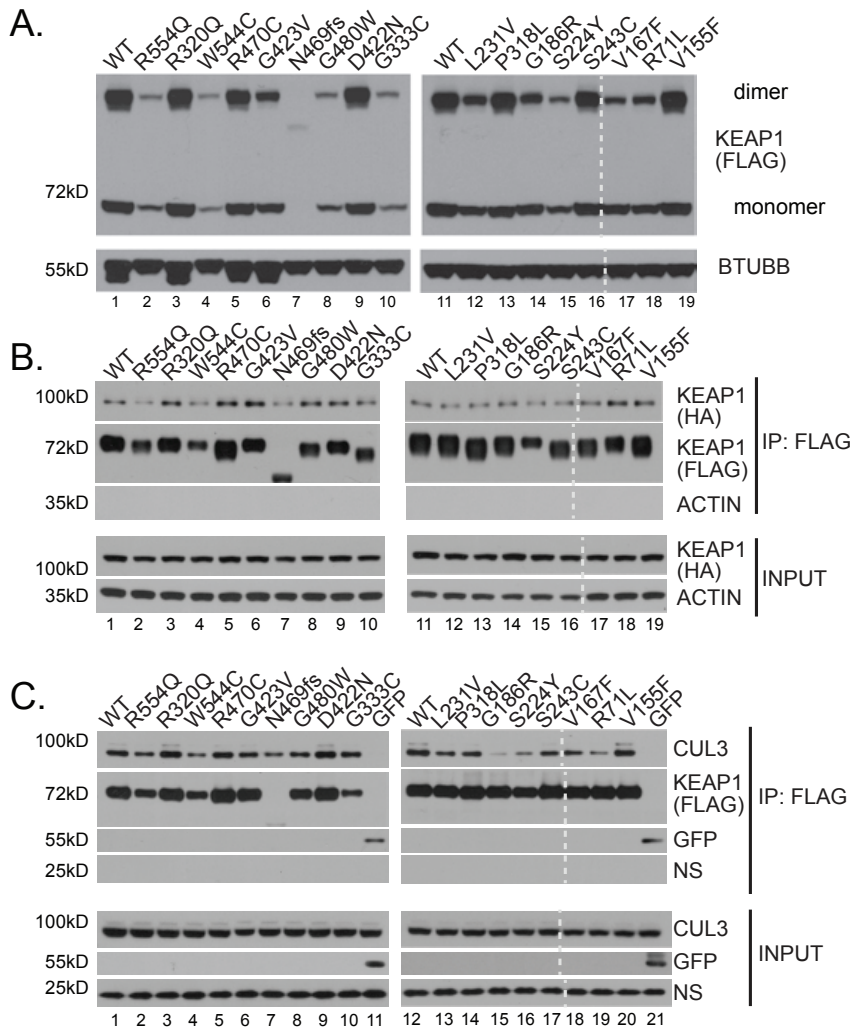 A.
WT R554Q R320Q W544C R470C G423V N469fs G480W D422N G333C WT L231V P318L G186R S224Y S243C V167F R71L V155F
dimer
KEAP1
(FLAG)
72kD
monomer
55kD BTUBB
1 2 3 4 5 6 7 8 9 10 11 12 13 14 15 16 17 18 19
B.
WT R554Q R320Q W544C R470C G423V N469fs G480W D422N G333C WT L231V P318L G186R S224Y S243C V167F R71L V155F
100kD KEAP1
(HA)
72kD KEAP1
(FLAG)
IP: FLAG
35kD ACTIN
100kD KEAP1
(HA)
INPUT
35kD ACTIN
1 2 3 4 5 6 7 8 9 10 11 12 13 14 15 16 17 18 19
C.
WT R554Q R320Q W544C R470C G423V N469fs G480W D422N G333C GFP WT L231V P318L G186R S224Y S243C V167F R71L V155F GFP
100kD CUL3
72kD KEAP1
(FLAG)
IP: FLAG
55kD GFP
25kD NS
100kD CUL3
55kD GFP INPUT
25kD NS
1 2 3 4 5 6 7 8 9 10 11 12 13 14 15 16 17 18 19 20 21